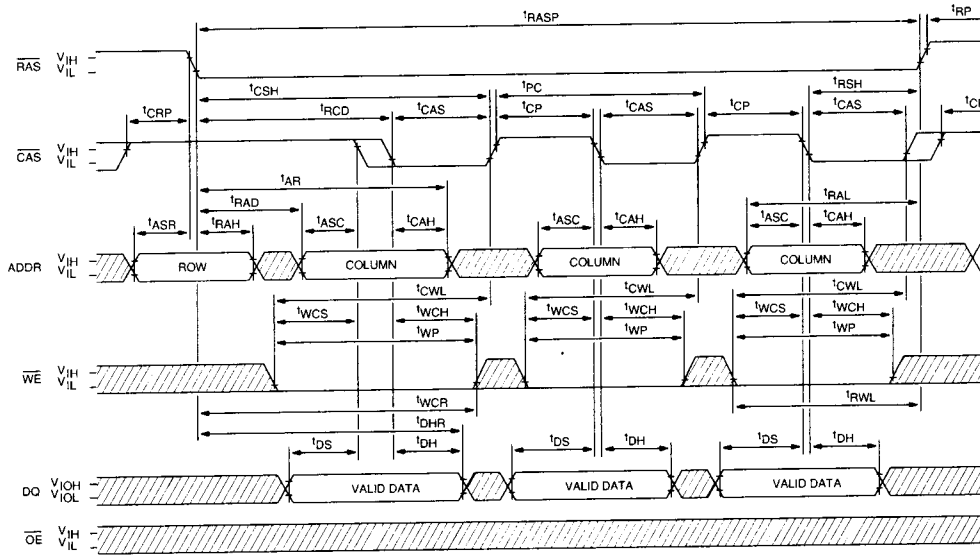 tRASP tRP
RAS VIH
VIL
tCSH tPC tRSH
tCRP tRCD tCAS tCP tCAS tCP tCAS
CAS VIH
VIL
tAR
tRAD tRAL
tASR tRAH tASC tCAH tASC tCAH tASC tCAH
ADDR VIH
VIL
ROW COLUMN COLUMN COLUMN
tCWL tCWL tCWL
tWCS tWCH tWCS tWCH tWCS tWCH
tWP tWP tWP
WE VIH
VIL
tWCR tRWL
tDHR
tDS tDH tDS tDH tDS tDH
DQ VIOH
VIOL
VALID DATA VALID DATA VALID DATA
OE VIH
VIL